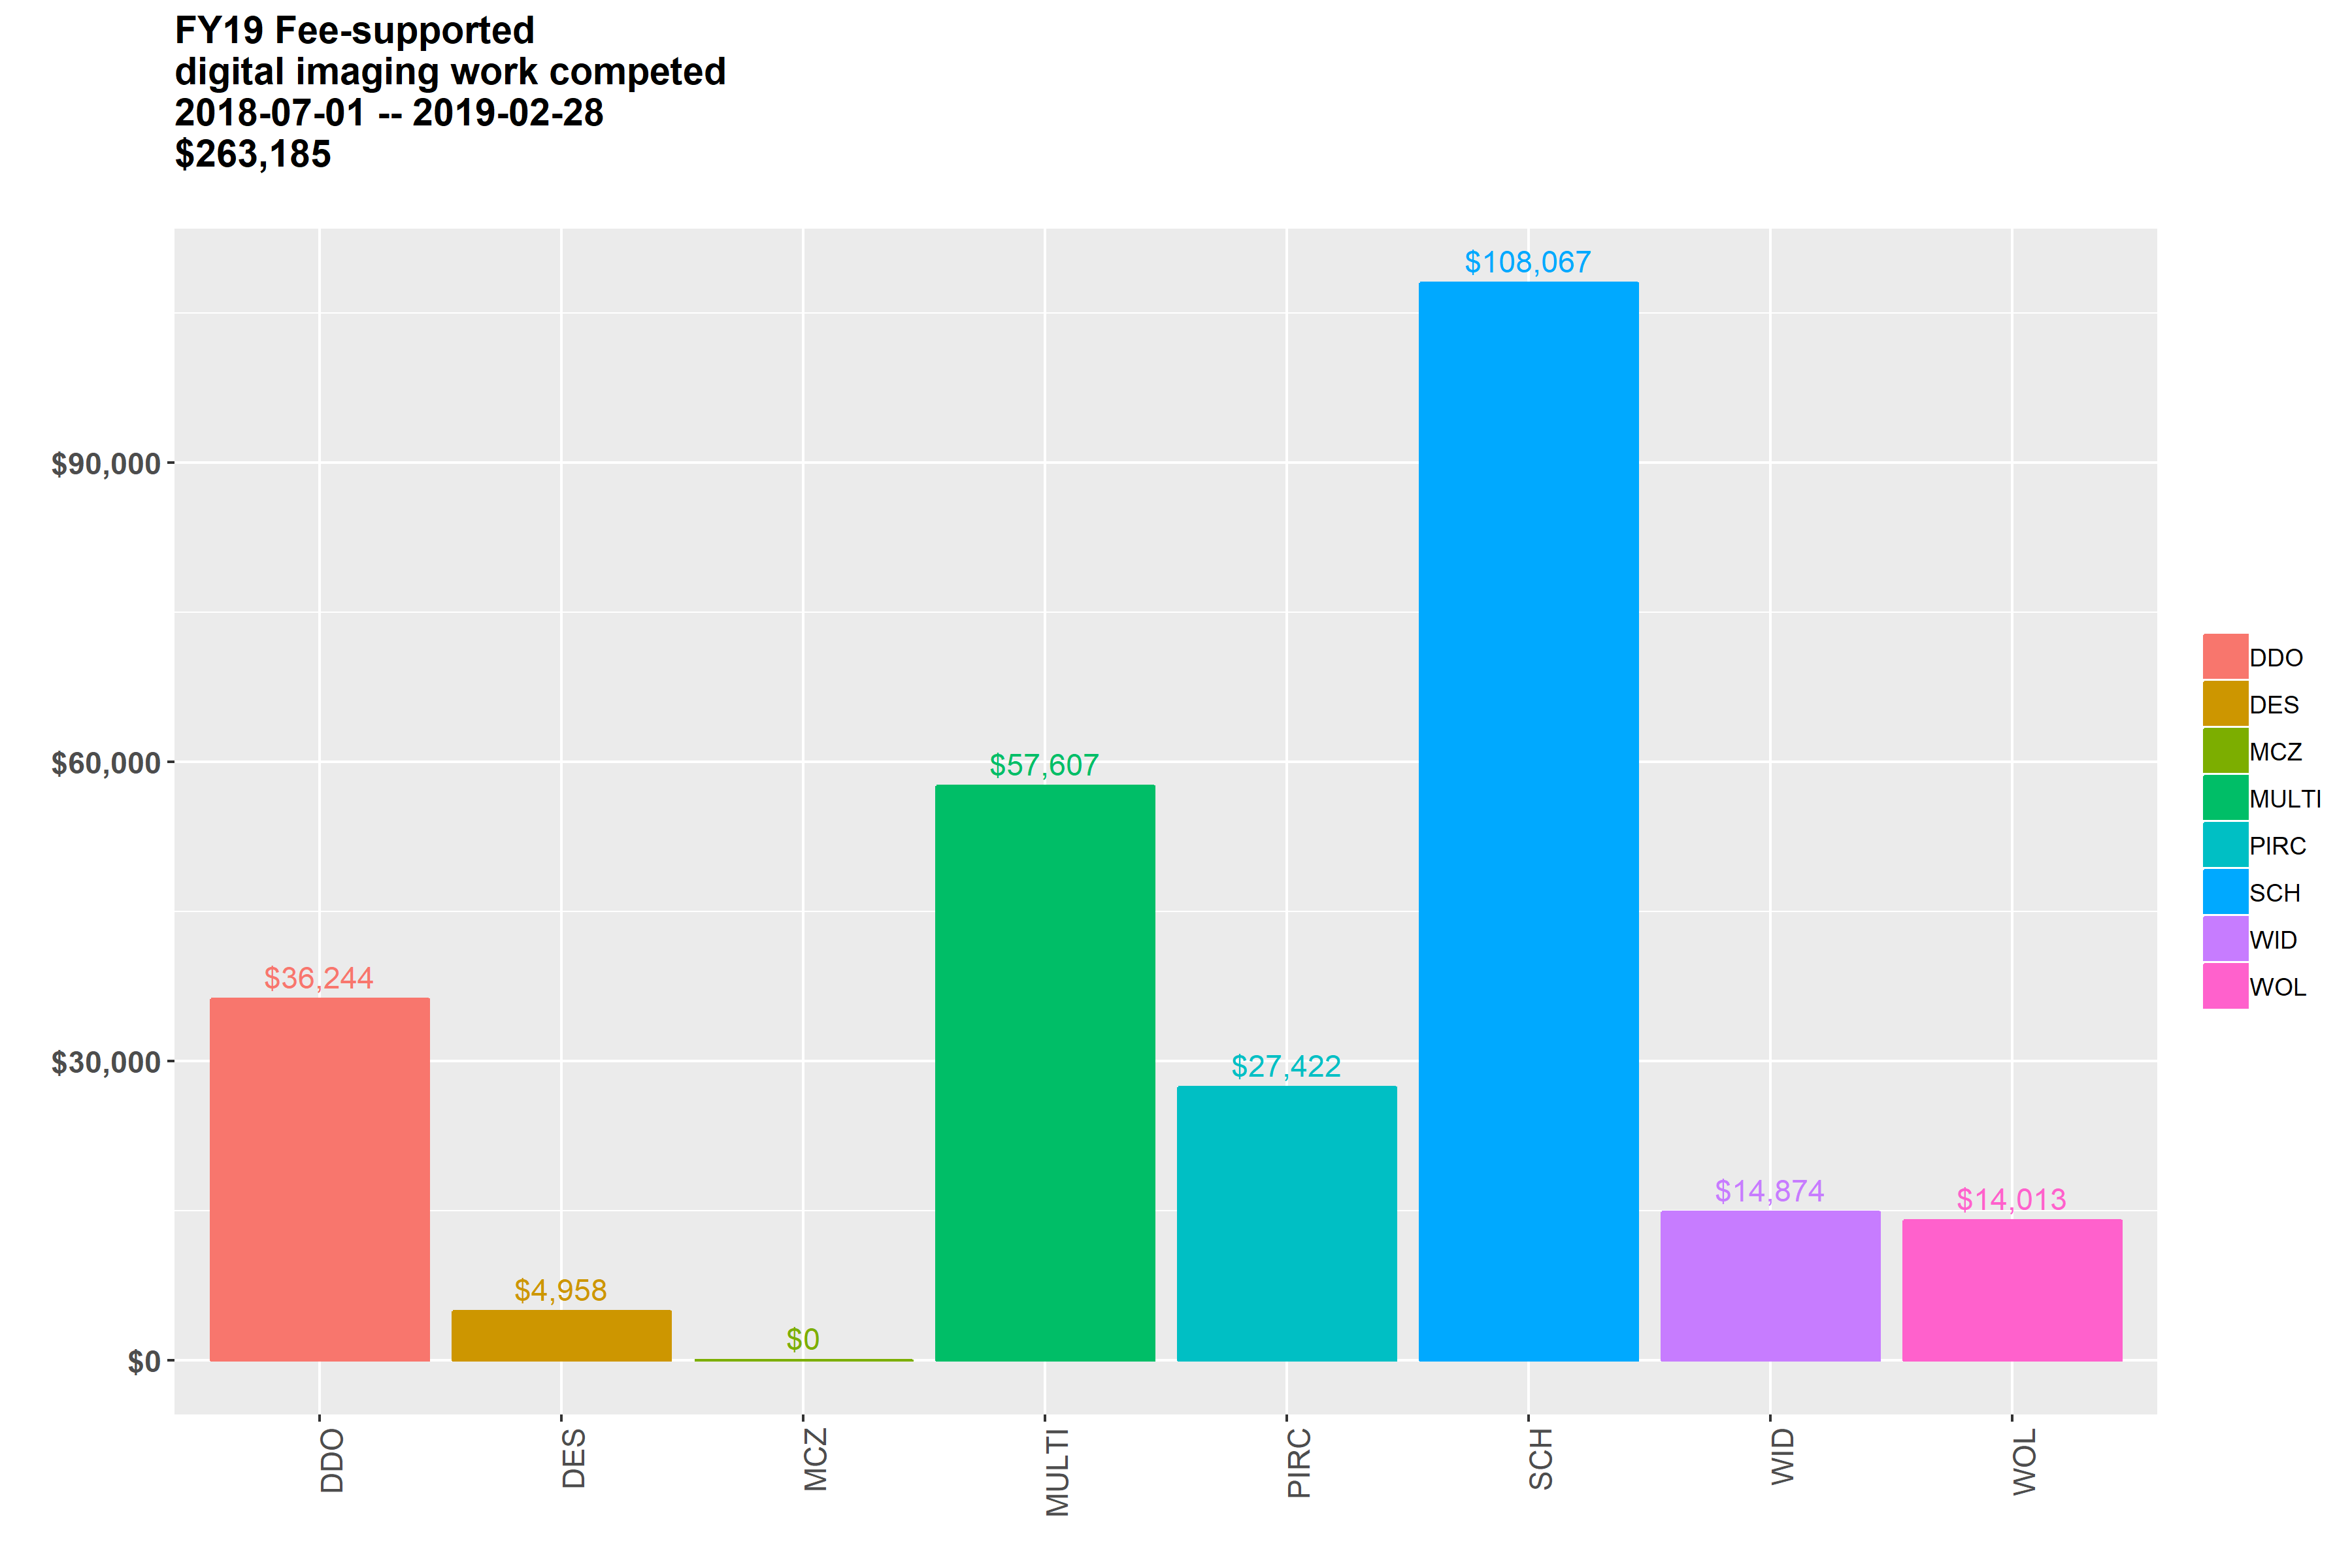 FY19 Fee-supported
digital imaging work competed
2018-07-01 -- 2019-02-28
$263,185
$108,067
$90,000
$60,000
$57,607
$36,244
$30,000
$27,422
$14,874
$14,013
$4,958
$0
$0
DDO
DES
MCZ
MULTI
PIRC
SCH
WID
WOL
DDO
DES
MCZ
MULTI
PIRC
SCH
WID
WOL